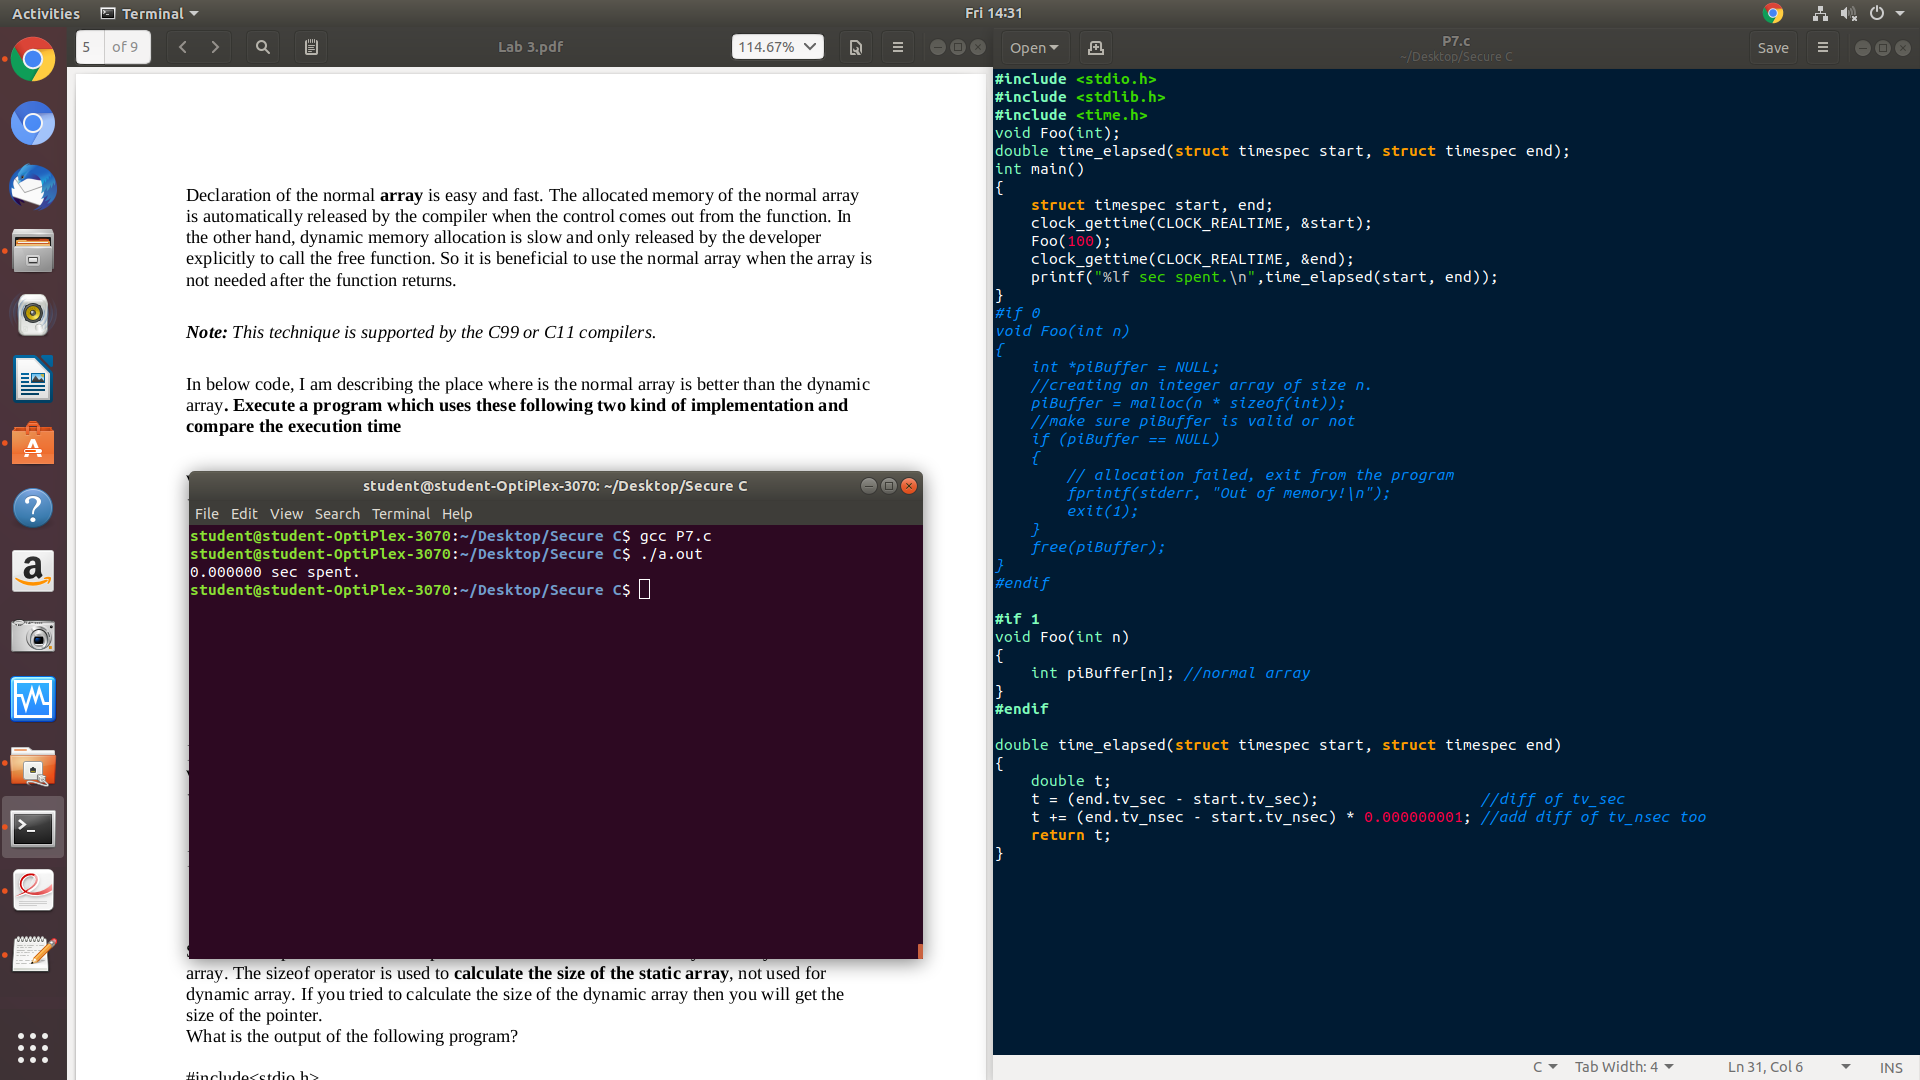 Activities Terminal Fri 14:31
5 of 9 Lab 3.pdf 114.67%
Declaration of the normal array is easy and fast. The allocated memory of the normal array
is automatically released by the compiler when the control comes out from the function. In
the other hand, dynamic memory allocation is slow and only released by the developer
explicitly to call the free function. So it is beneficial to use the normal array when the array is
not needed after the function returns.
Note: This technique is supported by the C99 or C11 compilers.
In below code, I am describing the place where is the normal array is better than the dynamic
array. Execute a program which uses these following two kind of implementation and
compare the execution time
student@student-OptiPlex-3070: ~/Desktop/Secure C
File Edit View Search Terminal Help
student@student-OptiPlex-3070:~/Desktop/Secure C$ gcc P7.c
student@student-OptiPlex-3070:~/Desktop/Secure C$ ./a.out
0.000000 sec spent.
student@student-OptiPlex-3070:~/Desktop/Secure C$
array. The sizeof operator is used to calculate the size of the static array, not used for
dynamic array. If you tried to calculate the size of the dynamic array then you will get the
size of the pointer.
What is the output of the following program?
#include<stdio.h>
Open P7.c Save
~/Desktop/Secure C
#include <stdio.h>
#include <stdlib.h>
#include <time.h>
void Foo(int);
double time_elapsed(struct timespec start, struct timespec end);
int main()
{
    struct timespec start, end;
    clock_gettime(CLOCK_REALTIME, &start);
    Foo(100);
    clock_gettime(CLOCK_REALTIME, &end);
    printf("%lf sec spent.\n",time_elapsed(start, end));
}
#if 0
void Foo(int n)
{
    int *piBuffer = NULL;
    //creating an integer array of size n.
    piBuffer = malloc(n * sizeof(int));
    //make sure piBuffer is valid or not
    if (piBuffer == NULL)
    {
        // allocation failed, exit from the program
        fprintf(stderr, "Out of memory!\n");
        exit(1);
    }
    free(piBuffer);
}
#endif
#if 1
void Foo(int n)
{
    int piBuffer[n]; //normal array
}
#endif
double time_elapsed(struct timespec start, struct timespec end)
{
    double t;
    t = (end.tv_sec - start.tv_sec); //diff of tv_sec
    t += (end.tv_nsec - start.tv_nsec) * 0.000000001; //add diff of tv_nsec too
    return t;
}
C Tab Width: 4 Ln 31, Col 6 INS